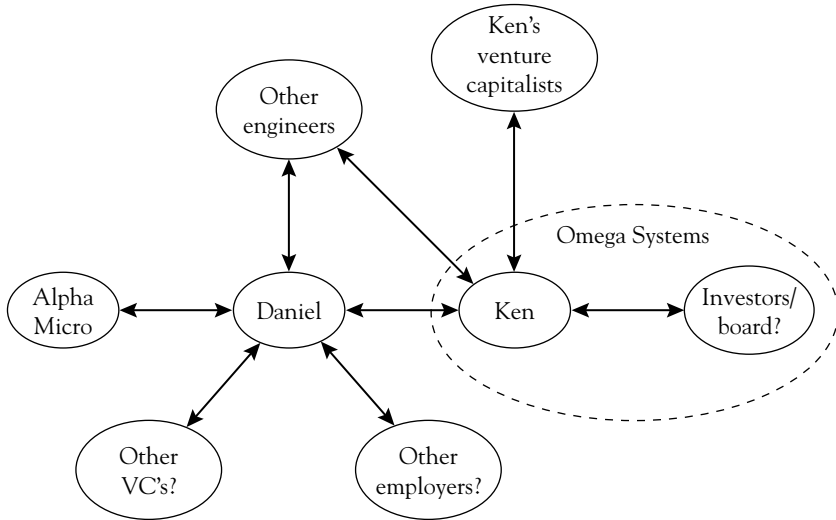 Ken's
venture
capitalists
Other
engineers
Omega Systems
Alpha
Micro
Daniel
Ken
Investors/
board?
Other
VC's?
Other
employers?